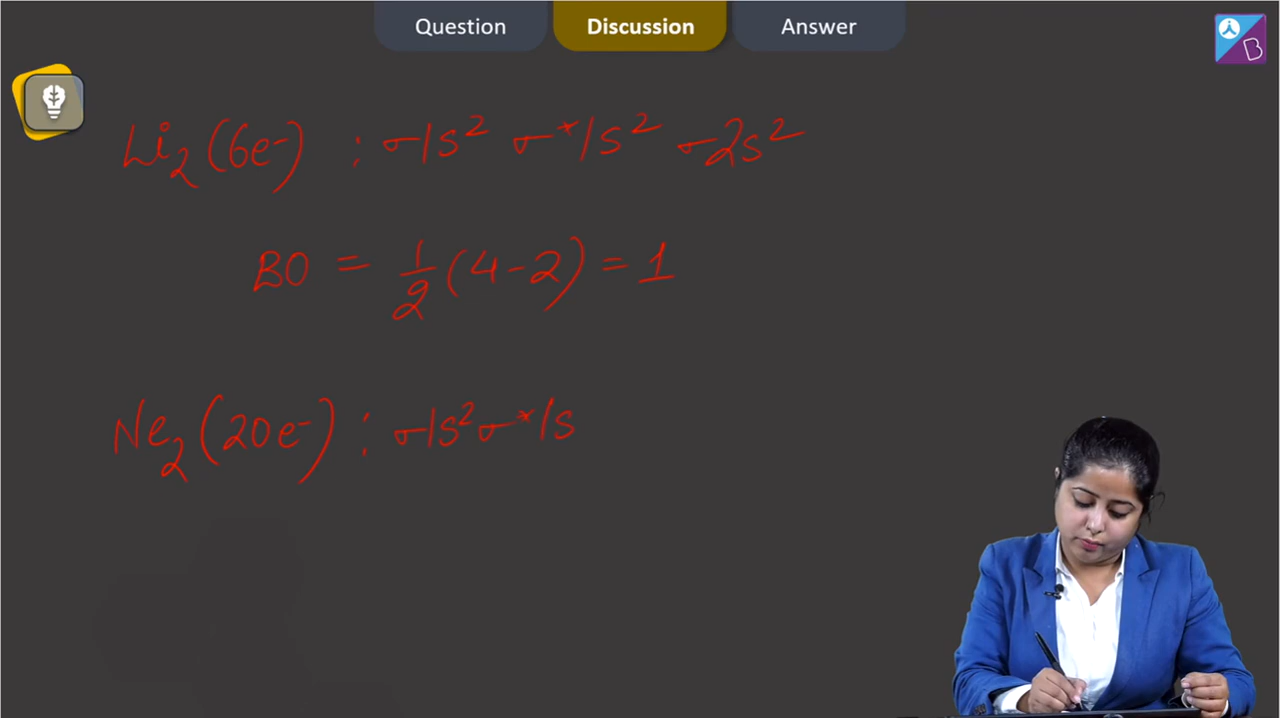 Question Discussion Answer
B
Li₂(6e⁻) : σ1s² σ*1s² σ2s²
BO = 1/2 (4-2) = 1
Ne₂(20e⁻) : σ1s² σ*1s